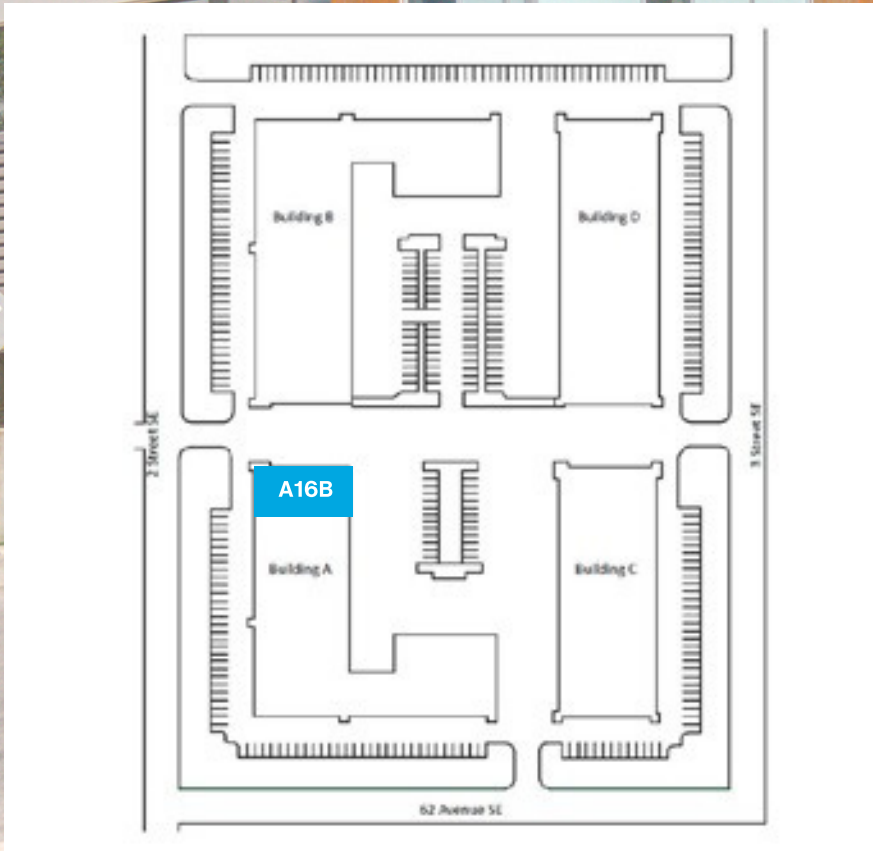 Building B
Building D
2 Street SE
3 Street SE
A16B
Building A
Building C
62 Avenue SE